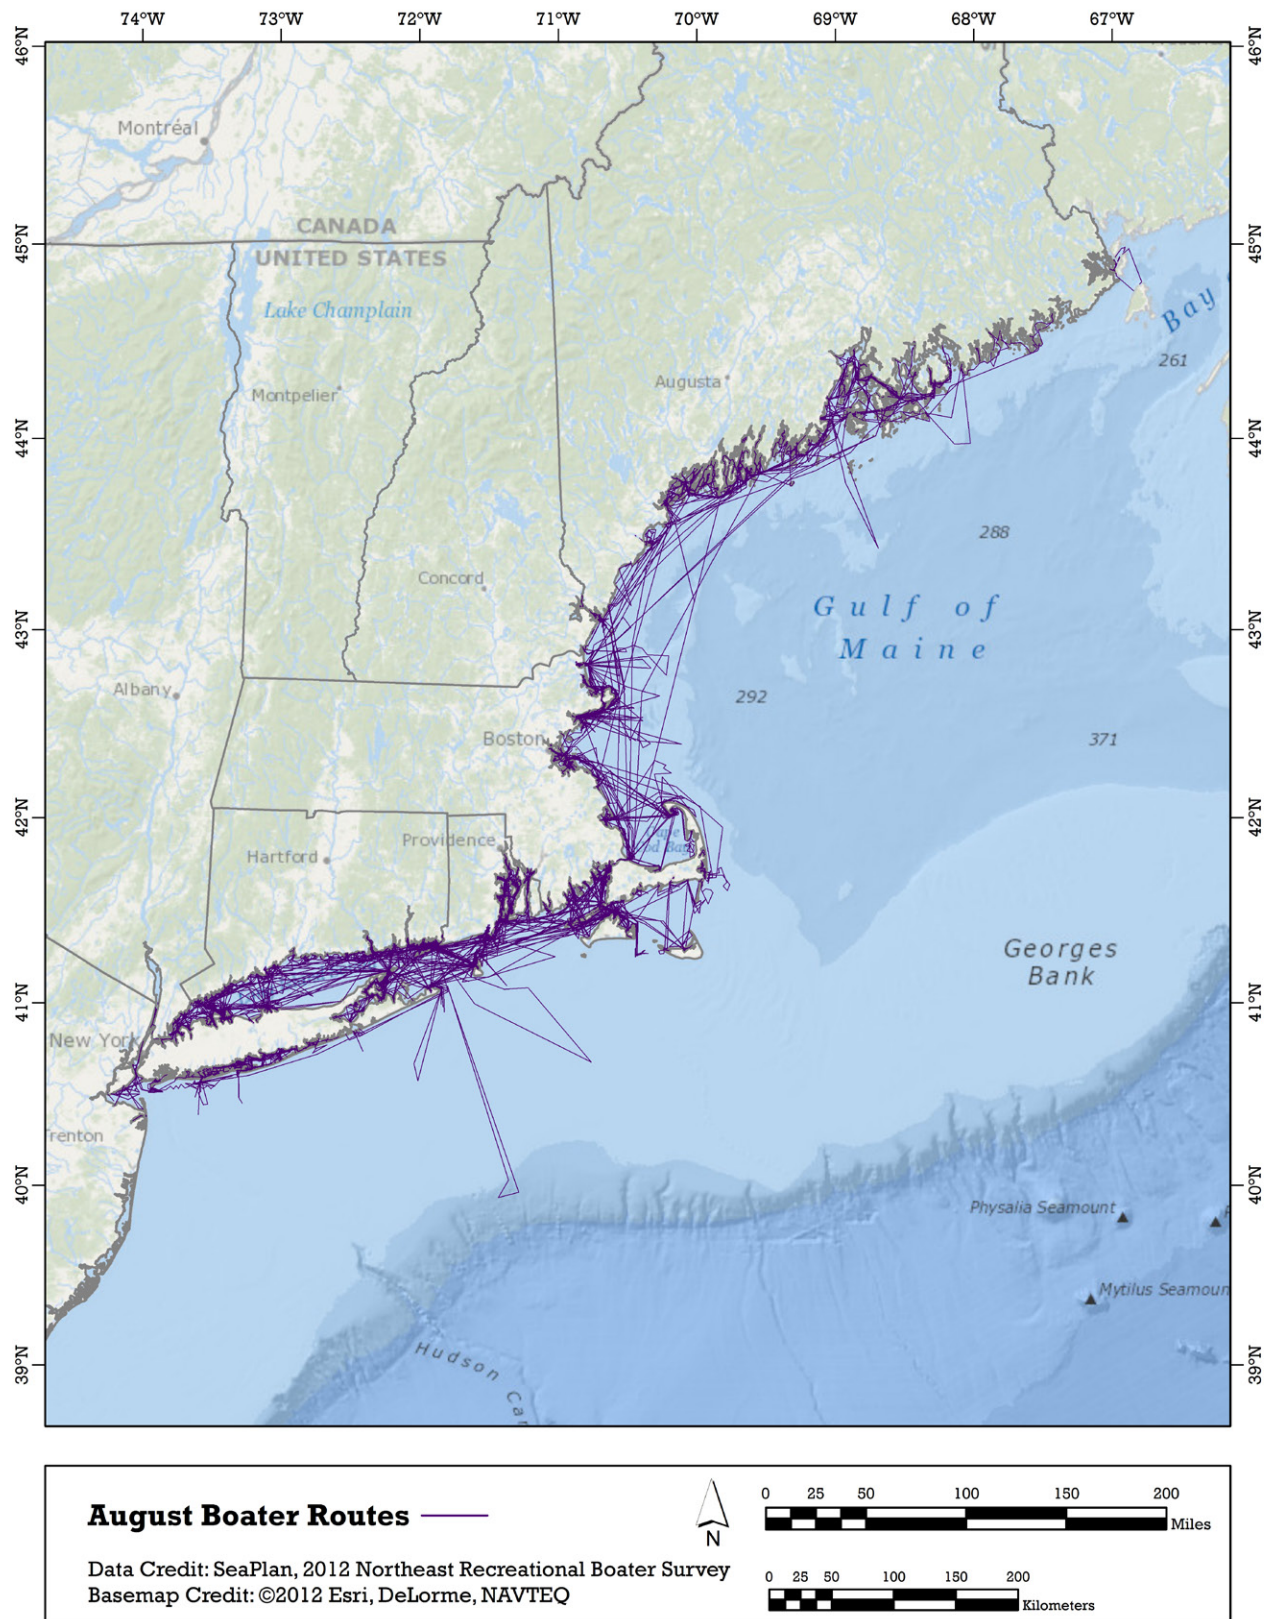 74°W 73°W 72°W 71°W 70°W 69°W 68°W 67°W
46°N 46°N
Montréal
CANADA
45°N 45°N
UNITED STATES
Lake Champlain
Bay
261
Augusta
Montpelier
44°N 44°N
288
Concord
Gulf of
43°N 43°N
Maine
Albany
292
Boston
371
42°N 42°N
Providence
Hartford
Georges
Bank
41°N 41°N
New York
renton
40°N 40°N
Physalia Seamount
Mytilus Seamoun
Hudson Ca
39°N 39°N
August Boater Routes
N
0 25 50 100 150 200
Miles
Data Credit: SeaPlan, 2012 Northeast Recreational Boater Survey
Basemap Credit: ©2012 Esri, DeLorme, NAVTEQ
0 25 50 100 150 200
Kilometers